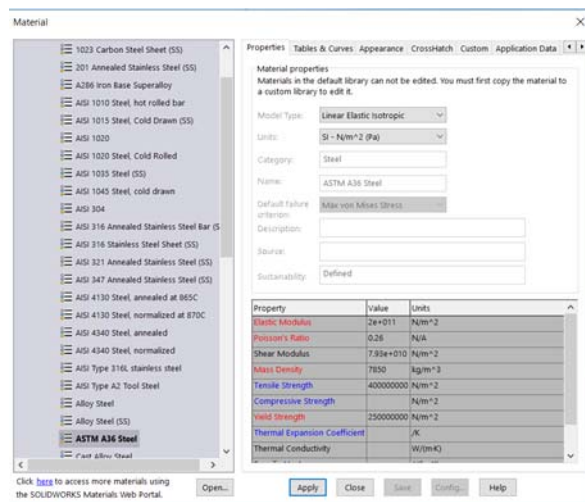 Material
1023 Carbon Steel Sheet (SS)
201 Annealed Stainless Steel (SS)
A286 Iron Base Superalloy
AISI 1010 Steel, hot rolled bar
AISI 1015 Steel, Cold Drawn (SS)
AISI 1020
AISI 1020 Steel, Cold Rolled
AISI 1035 Steel (SS)
AISI 1045 Steel, cold drawn
AISI 304
AISI 316 Annealed Stainless Steel Bar (S
AISI 316 Stainless Steel Sheet (SS)
AISI 321 Annealed Stainless Steel (SS)
AISI 347 Annealed Stainless Steel (SS)
AISI 4130 Steel, annealed at 865C
AISI 4130 Steel, normalized at 870C
AISI 4340 Steel, annealed
AISI 4340 Steel, normalized
AISI Type 316L stainless steel
AISI Type A2 Tool Steel
Alloy Steel
Alloy Steel (SS)
ASTM A36 Steel
Cast Alloy Steel
Click here to access more materials using
the SOLIDWORKS Materials Web Portal.
Open...
Properties Tables & Curves Appearance CrossHatch Custom Application Data
Material properties
Materials in the default library can not be edited. You must first copy the material to
a custom library to edit it.
Model Type: Linear Elastic Isotropic
Units: SI - N/m^2 (Pa)
Category: Steel
Name: ASTM A36 Steel
Default failure
criterion: Max von Mises Stress
Description:
Source:
Sustainability: Defined
Property Value Units
Elastic Modulus 2e+011 N/m^2
Poisson's Ratio 0.26 N/A
Shear Modulus 7.93e+010 N/m^2
Mass Density 7850 kg/m^3
Tensile Strength 400000000 N/m^2
Compressive Strength N/m^2
Yield Strength 250000000 N/m^2
Thermal Expansion Coefficient /K
Thermal Conductivity W/(m·K)
Apply Close Save Config... Help